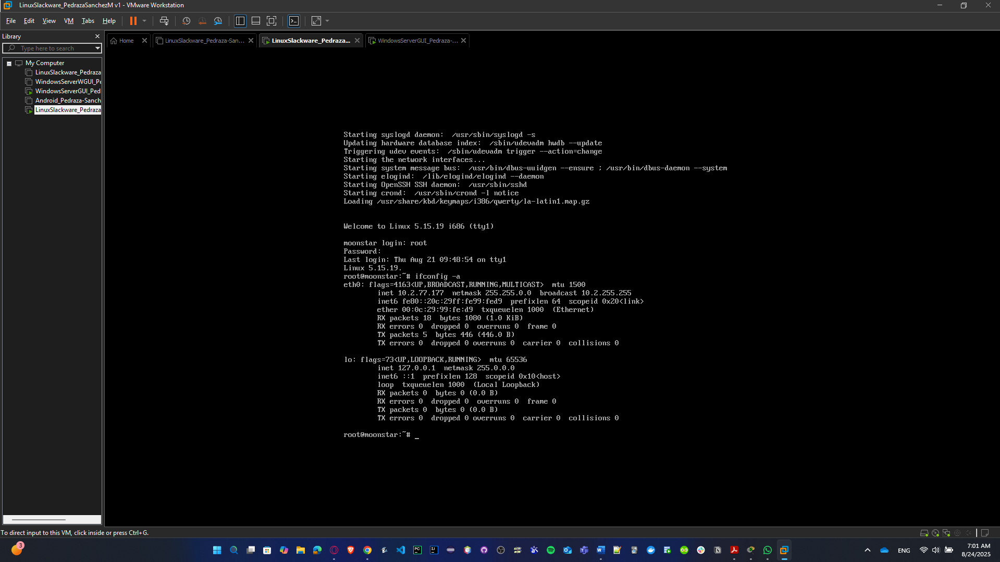 LinuxSlackware_PedrazaSanchezM v1 - VMware Workstation
File Edit View VM Tabs Help
Library
Type here to search
My Computer
LinuxSlackware_Pedraza
WindowsServerWGUI_Pe
WindowsServerGUI_Ped
Android_Pedraza-Sanch
LinuxSlackware_Pedraza
Home LinuxSlackware_Pedraza-San... LinuxSlackware_Pedraza... WindowsServerGUI_Pedraza-...
Starting syslogd daemon:  /usr/sbin/syslogd -s
Updating hardware database index:  /sbin/udevadm hwdb --update
Triggering udev events:  /sbin/udevadm trigger --action=change
Starting the network interfaces...
Starting system message bus:  /usr/bin/dbus-uuidgen --ensure ; /usr/bin/dbus-daemon --system
Starting elogind:  /lib/elogind/elogind --daemon
Starting OpenSSH SSH daemon:  /usr/sbin/sshd
Starting crond:  /usr/sbin/crond -l notice
Loading /usr/share/kbd/keymaps/i386/qwerty/la-latin1.map.gz
Welcome to Linux 5.15.19 i686 (tty1)
moonstar login: root
Password:
Last login: Thu Aug 21 09:48:54 on tty1
Linux 5.15.19.
root@moonstar:~# ifconfig -a
eth0: flags=4163<UP,BROADCAST,RUNNING,MULTICAST>  mtu 1500
inet 10.2.77.177  netmask 255.255.0.0  broadcast 10.2.255.255
inet6 fe80::20c:29ff:fe99:fed9  prefixlen 64  scopeid 0x20<link>
ether 00:0c:29:99:fe:d9  txqueuelen 1000  (Ethernet)
RX packets 18  bytes 1080 (1.0 KiB)
RX errors 0  dropped 0  overruns 0  frame 0
TX packets 5  bytes 446 (446.0 B)
TX errors 0  dropped 0 overruns 0  carrier 0  collisions 0
lo: flags=73<UP,LOOPBACK,RUNNING>  mtu 65536
inet 127.0.0.1  netmask 255.0.0.0
inet6 ::1  prefixlen 128  scopeid 0x10<host>
loop  txqueuelen 1000  (Local Loopback)
RX packets 0  bytes 0 (0.0 B)
RX errors 0  dropped 0  overruns 0  frame 0
TX packets 0  bytes 0 (0.0 B)
TX errors 0  dropped 0 overruns 0  carrier 0  collisions 0
root@moonstar:~# _
To direct input to this VM, click inside or press Ctrl+G.
3
ENG
7:01 AM
8/24/2025